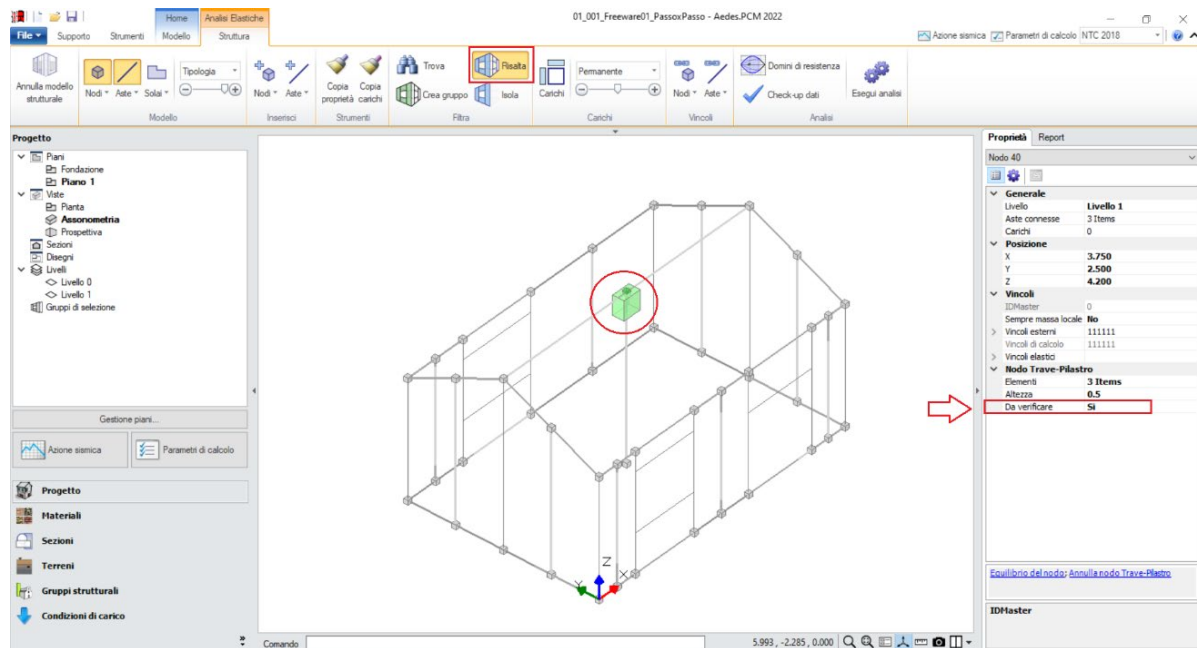 01_001_Freeware01_PassoxPasso - Aedes.PCM 2022
Home
Analisi Elastiche
File
Supporto
Strumenti
Modello
Struttura
Azione sismica
Parametri di calcolo
NTC 2018
Annulla modello strutturale
Nodi
Aste
Solai
Tipologia
Modello
Nodi
Aste
Inserisci
Copia proprietà
Copia carichi
Strumenti
Trova
Risalta
Crea gruppo
Isola
Filtra
Carichi
Permanente
Carichi
Nodi
Aste
Vincoli
Domini di resistenza
Check-up dati
Esegui analisi
Analisi
Progetto
Piani
Fondazione
Piano 1
Viste
Pianta
Assonometria
Prospettiva
Sezioni
Disegni
Livelli
Livello 0
Livello 1
Gruppi di selezione
Gestione piani...
Azione sismica
Parametri di calcolo
Progetto
Materiali
Sezioni
Terreni
Gruppi strutturali
Condizioni di carico
Z
Y
X
Comando
5.993 , -2.285 , 0.000
Proprietà
Report
Nodo 40
Generale
Livello Livello 1
Aste connesse 3 Items
Carichi 0
Posizione
X 3.750
Y 2.500
Z 4.200
Vincoli
IDMaster 0
Sempre massa locale No
Vincoli esterni 111111
Vincoli di calcolo 111111
Vincoli elastici
Nodo Trave-Pilastro
Elementi 3 Items
Altezza 0.5
Da verificare Sì
Equilibrio del nodo; Annulla nodo Trave-Pilastro
IDMaster